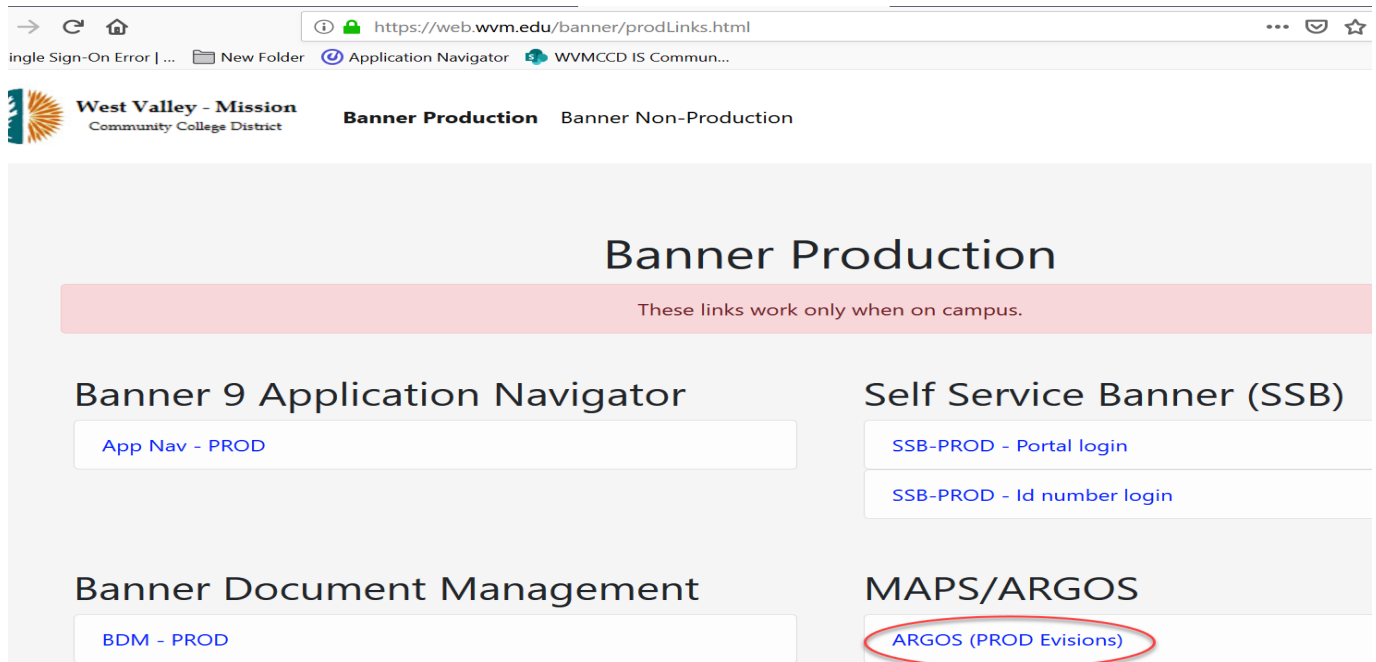 https://web.wvm.edu/banner/prodLinks.html
ingle Sign-On Error | ... New Folder Application Navigator WVMCCD IS Commun...
West Valley - Mission
Community College District
Banner Production Banner Non-Production
Banner Production
These links work only when on campus.
Banner 9 Application Navigator
App Nav - PROD
Self Service Banner (SSB)
SSB-PROD - Portal login
SSB-PROD - Id number login
Banner Document Management
BDM - PROD
MAPS/ARGOS
ARGOS (PROD Evisions)